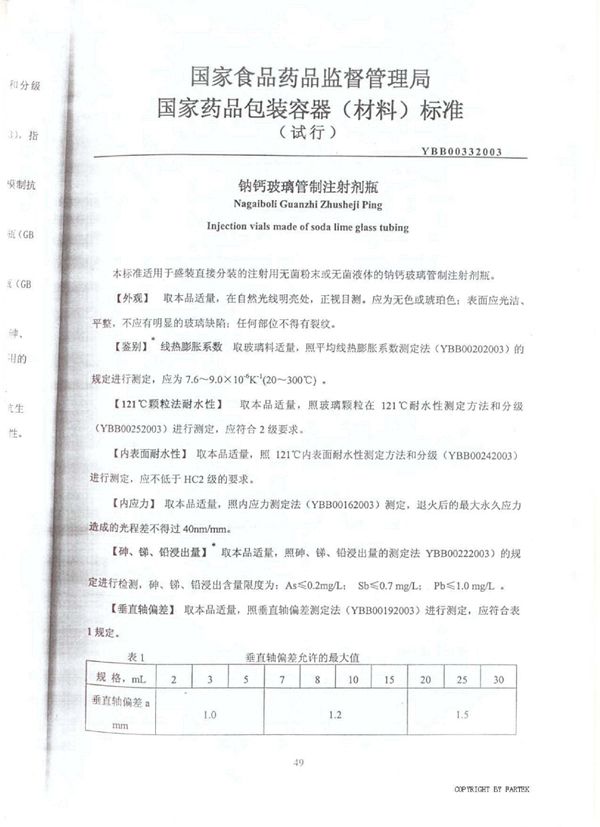 和分级
指
模制抗
瓶(GB
(GB
砷、
用的
抗生
性。
国家食品药品监督管理局
国家药品包装容器（材料）标准
（试行）
YBB00332003
钠钙玻璃管制注射剂瓶
Nagaiboli Guanzhi Zhusheji Ping
Injection vials made of soda lime glass tubing
本标准适用于盛装直接分装的注射用无菌粉末或无菌液体的钠钙玻璃管制注射剂瓶。
【外观】 取本品适量，在自然光线明亮处，正视目测。应为无色或琥珀色；表面应光洁、
平整，不应有明显的玻璃缺陷；任何部位不得有裂纹。
【鉴别】* 线热膨胀系数 取玻璃料适量，照平均线热膨胀系数测定法（YBB00202003）的
规定进行测定，应为 7.6～9.0×10⁻⁶K⁻¹(20～300℃) 。
【121℃颗粒法耐水性】 取本品适量，照玻璃颗粒在 121℃耐水性测定方法和分级
（YBB00252003）进行测定，应符合 2 级要求。
【内表面耐水性】 取本品适量，照 121℃内表面耐水性测定方法和分级（YBB00242003）
进行测定，应不低于 HC2 级的要求。
【内应力】 取本品适量，照内应力测定法（YBB00162003）测定，退火后的最大永久应力
造成的光程差不得过 40nm/mm。
【砷、锑、铅浸出量】* 取本品适量，照砷、锑、铅浸出量的测定法 YBB00222003）的规
定进行检测，砷、锑、铅浸出含量限度为：As≤0.2mg/L； Sb≤0.7 mg/L； Pb≤1.0 mg/L 。
【垂直轴偏差】 取本品适量，照垂直轴偏差测定法（YBB00192003）进行测定，应符合表
1 规定。
表 1 垂直轴偏差允许的最大值
规 格，mL 2 3 5 7 8 10 15 20 25 30
垂直轴偏差 a
mm 1.0 1.2 1.5
49
COPYRIGHT BY PARTEK